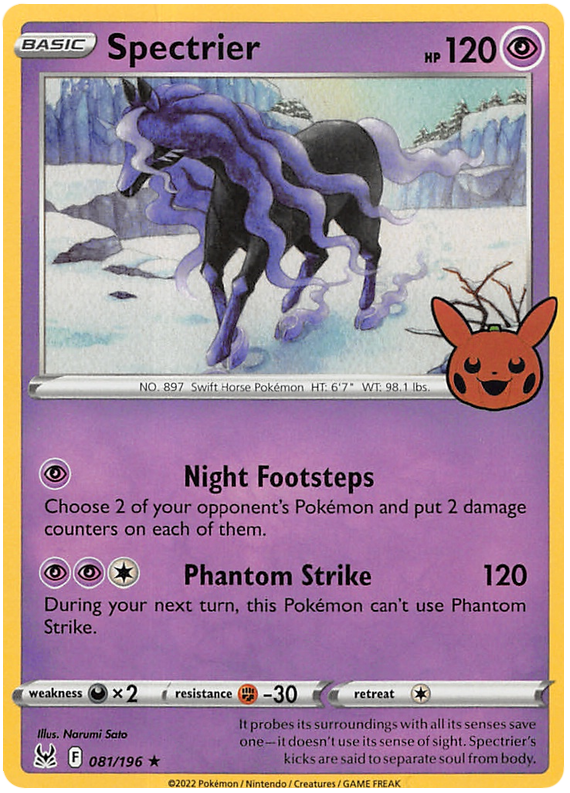 BASIC Spectrier HP 120
NO. 897 Swift Horse Pokémon HT: 6'7" WT: 98.1 lbs.
Night Footsteps
Choose 2 of your opponent's Pokémon and put 2 damage
counters on each of them.
Phantom Strike 120
During your next turn, this Pokémon can't use Phantom
Strike.
weakness ×2 resistance -30 retreat
Illus. Narumi Sato
F 081/196 ★
It probes its surroundings with all its senses save
one—it doesn't use its sense of sight. Spectrier's
kicks are said to separate soul from body.
©2022 Pokémon / Nintendo / Creatures / GAME FREAK